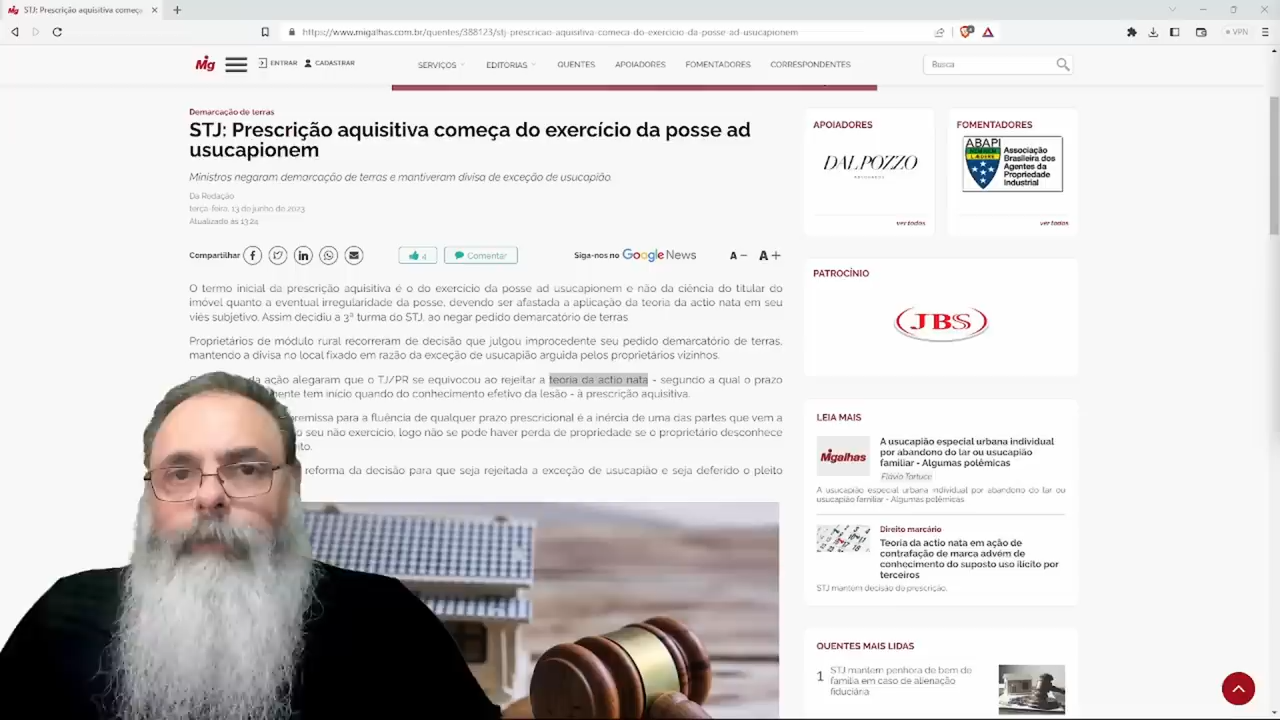 STJ: Prescrição aquisitiva começa
https://www.migalhas.com.br/quentes/388123/stj-prescricao-aquisitiva-comeca-do-exercicio-da-posse-ad-usucapionem
VPN
Mg
ENTRAR
CADASTRAR
SERVIÇOS
EDITORIAS
QUENTES
APOIADORES
FOMENTADORES
CORRESPONDENTES
Busca
Demarcação de terras
STJ: Prescrição aquisitiva começa do exercício da posse ad
usucapionem
Ministros negaram demarcação de terras e mantiveram divisa de exceção de usucapião.
Da Redação
terça-feira, 13 de junho de 2023
Atualizado às 13:24
Compartilhar
4
Comentar
Siga-nos no Google News
A - A +
O termo inicial da prescrição aquisitiva é o do exercício da posse ad usucapionem e não da ciência do titular do
imóvel quanto a eventual irregularidade da posse, devendo ser afastada a aplicação da teoria da actio nata em seu
viés subjetivo. Assim decidiu a 3ª turma do STJ, ao negar pedido demarcatório de terras
Proprietários de módulo rural recorreram de decisão que julgou improcedente seu pedido demarcatório de terras,
mantendo a divisa no local fixado em razão da exceção de usucapião arguida pelos proprietários vizinhos.
da ação alegaram que o TJ/PR se equivocou ao rejeitar a teoria da actio nata - segundo a qual o prazo
mente tem início quando do conhecimento efetivo da lesão - à prescrição aquisitiva.
premissa para a fluência de qualquer prazo prescricional é a inércia de uma das partes que vem a
o seu não exercício, logo não se pode haver perda de propriedade se o proprietário desconhece
reforma da decisão para que seja rejeitada a exceção de usucapião e seja deferido o pleito
APOIADORES
DAL POZZO
ver todos
FOMENTADORES
ABAPI
Associação
Brasileira dos
Agentes da
Propriedade
Industrial
ver todos
PATROCÍNIO
JBS
LEIA MAIS
Migalhas
A usucapião especial urbana individual
por abandono do lar ou usucapião
familiar - Algumas polêmicas
Flávio Tartuce
A usucapião especial urbana individual por abandono do lar ou
usucapião familiar - Algumas polêmicas
Direito marcário
Teoria da actio nata em ação de
contrafação de marca advém de
conhecimento do suposto uso ilícito por
terceiros
STJ mantém decisão de prescrição.
QUENTES MAIS LIDAS
1
STJ mantém penhora de bem de
família em caso de alienação
fiduciária